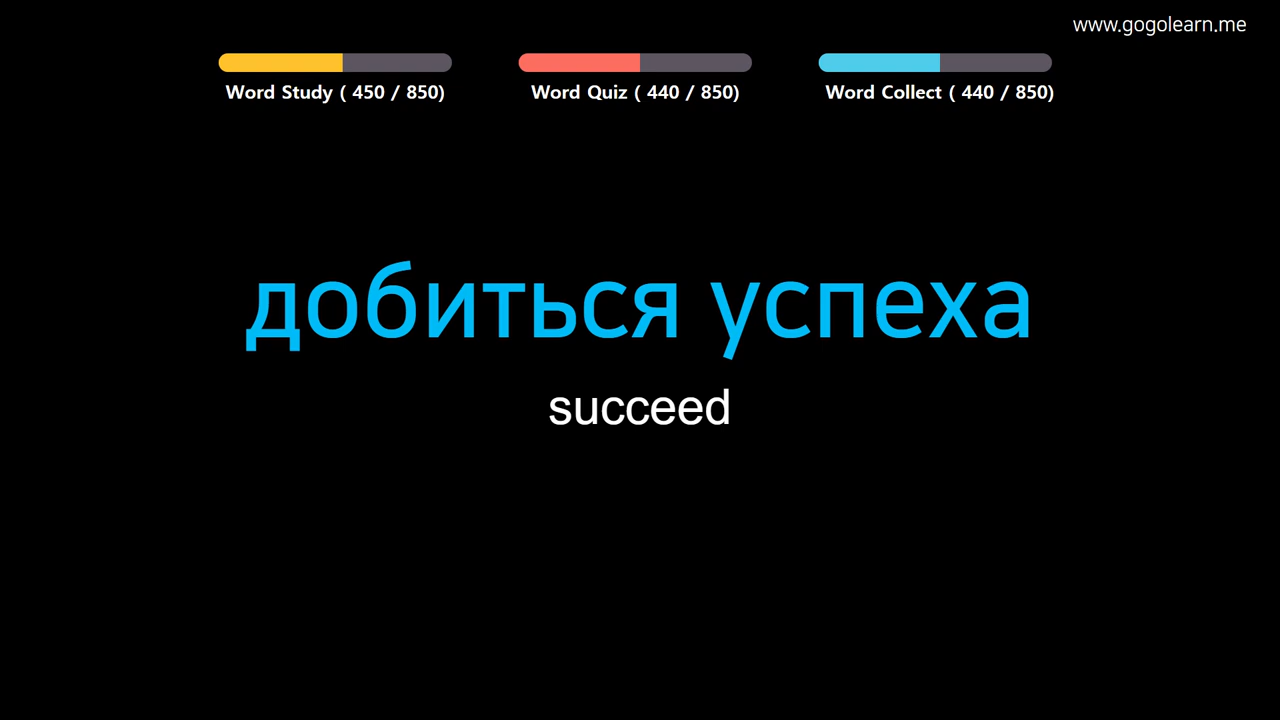 www.gogolearn.me
Word Study ( 450 / 850)
Word Quiz ( 440 / 850)
Word Collect ( 440 / 850)
добиться успеха
succeed